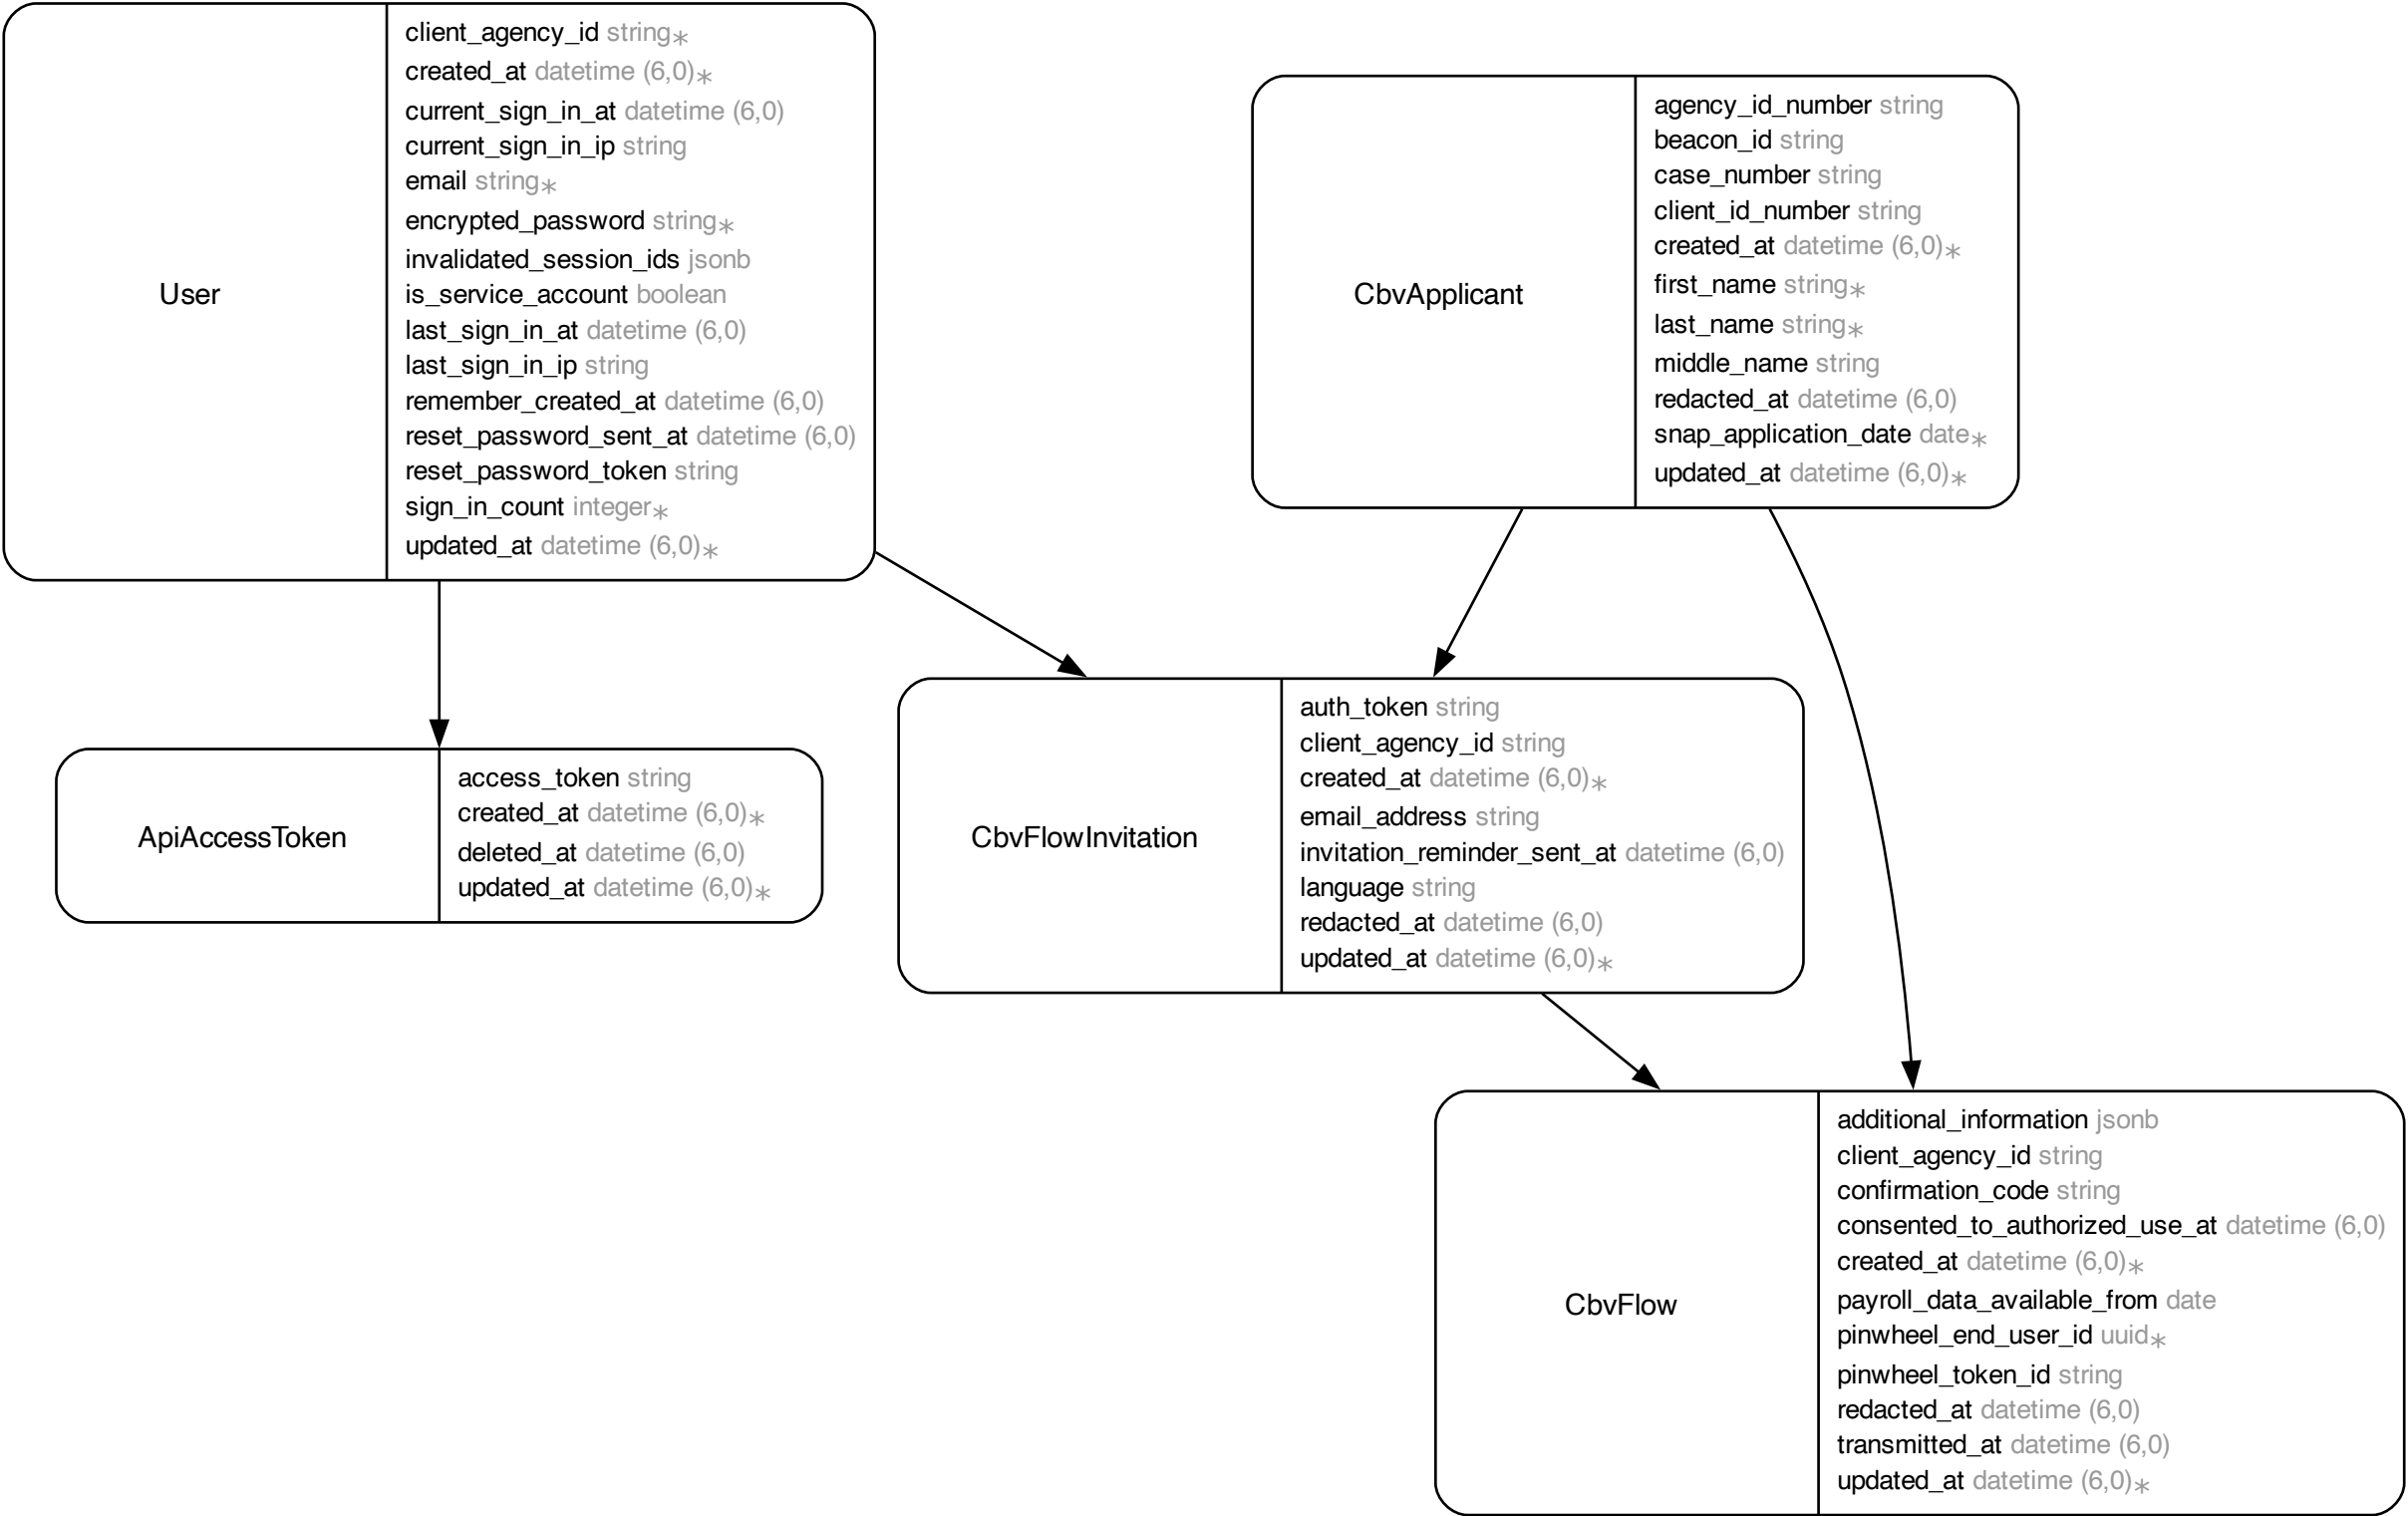 User
client_agency_id string∗
created_at datetime (6,0)∗
current_sign_in_at datetime (6,0)
current_sign_in_ip string
email string∗
encrypted_password string∗
invalidated_session_ids jsonb
is_service_account boolean
last_sign_in_at datetime (6,0)
last_sign_in_ip string
remember_created_at datetime (6,0)
reset_password_sent_at datetime (6,0)
reset_password_token string
sign_in_count integer∗
updated_at datetime (6,0)∗
CbvApplicant
agency_id_number string
beacon_id string
case_number string
client_id_number string
created_at datetime (6,0)∗
first_name string∗
last_name string∗
middle_name string
redacted_at datetime (6,0)
snap_application_date date∗
updated_at datetime (6,0)∗
ApiAccessToken
access_token string
created_at datetime (6,0)∗
deleted_at datetime (6,0)
updated_at datetime (6,0)∗
CbvFlowInvitation
auth_token string
client_agency_id string
created_at datetime (6,0)∗
email_address string
invitation_reminder_sent_at datetime (6,0)
language string
redacted_at datetime (6,0)
updated_at datetime (6,0)∗
CbvFlow
additional_information jsonb
client_agency_id string
confirmation_code string
consented_to_authorized_use_at datetime (6,0)
created_at datetime (6,0)∗
payroll_data_available_from date
pinwheel_end_user_id uuid∗
pinwheel_token_id string
redacted_at datetime (6,0)
transmitted_at datetime (6,0)
updated_at datetime (6,0)∗